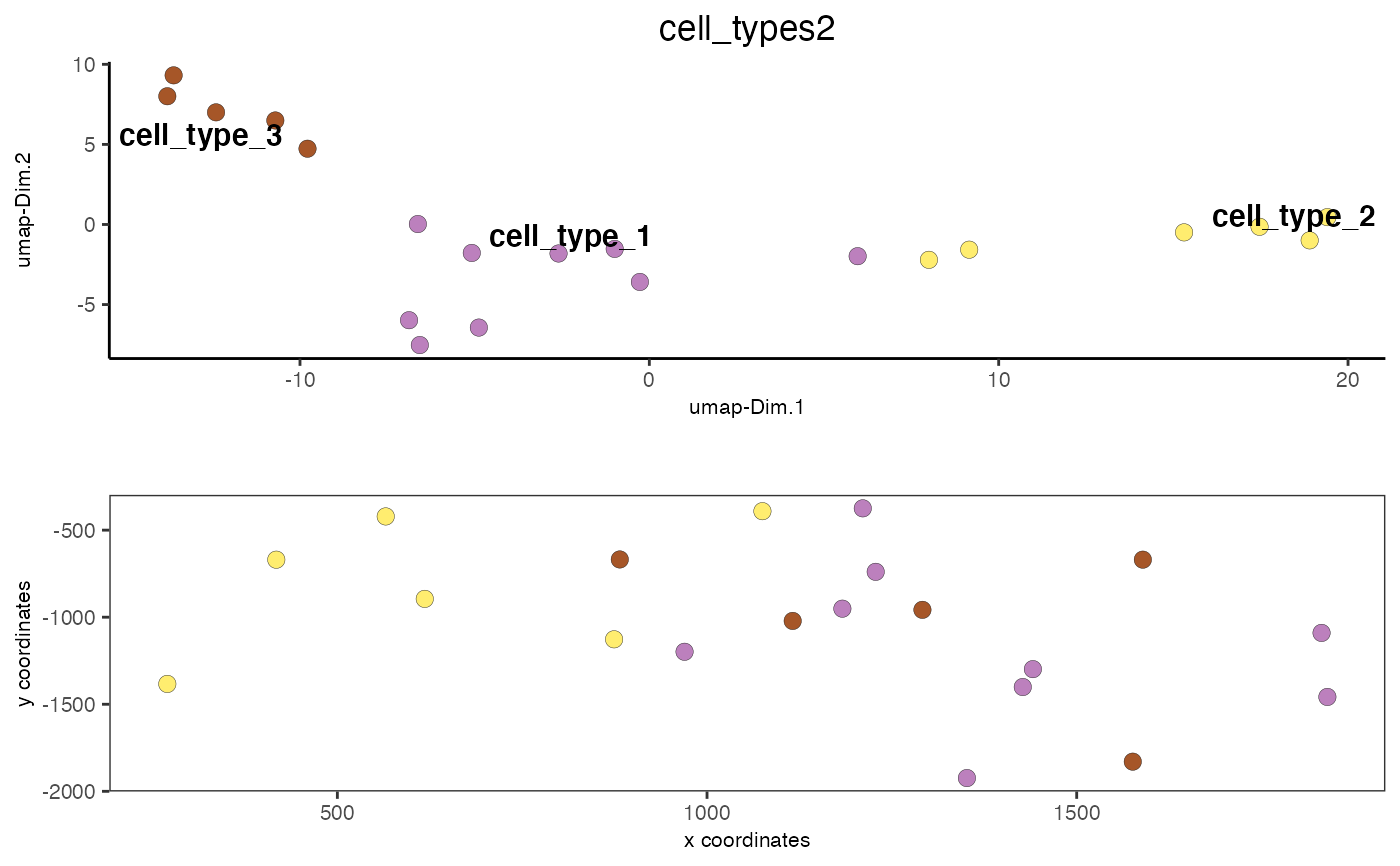 cell_types2
10
5
0
-5
umap-Dim.2
cell_type_3
cell_type_1
cell_type_2
-10
0
10
20
umap-Dim.1
-500
-1000
-1500
-2000
y coordinates
500
1000
1500
x coordinates